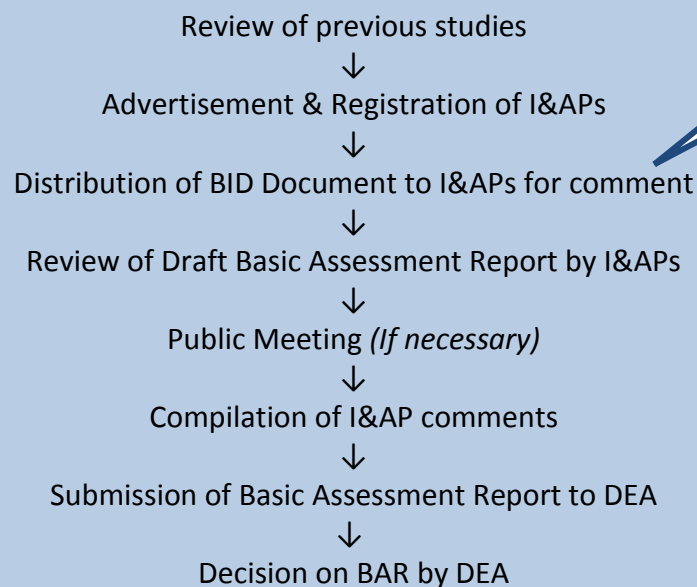 Review of previous studies
↓
Advertisement & Registration of I&APs
↓
Distribution of BID Document to I&APs for comment
↓
Review of Draft Basic Assessment Report by I&APs
↓
Public Meeting (If necessary)
↓
Compilation of I&AP comments
↓
Submission of Basic Assessment Report to DEA
↓
Decision on BAR by DEA